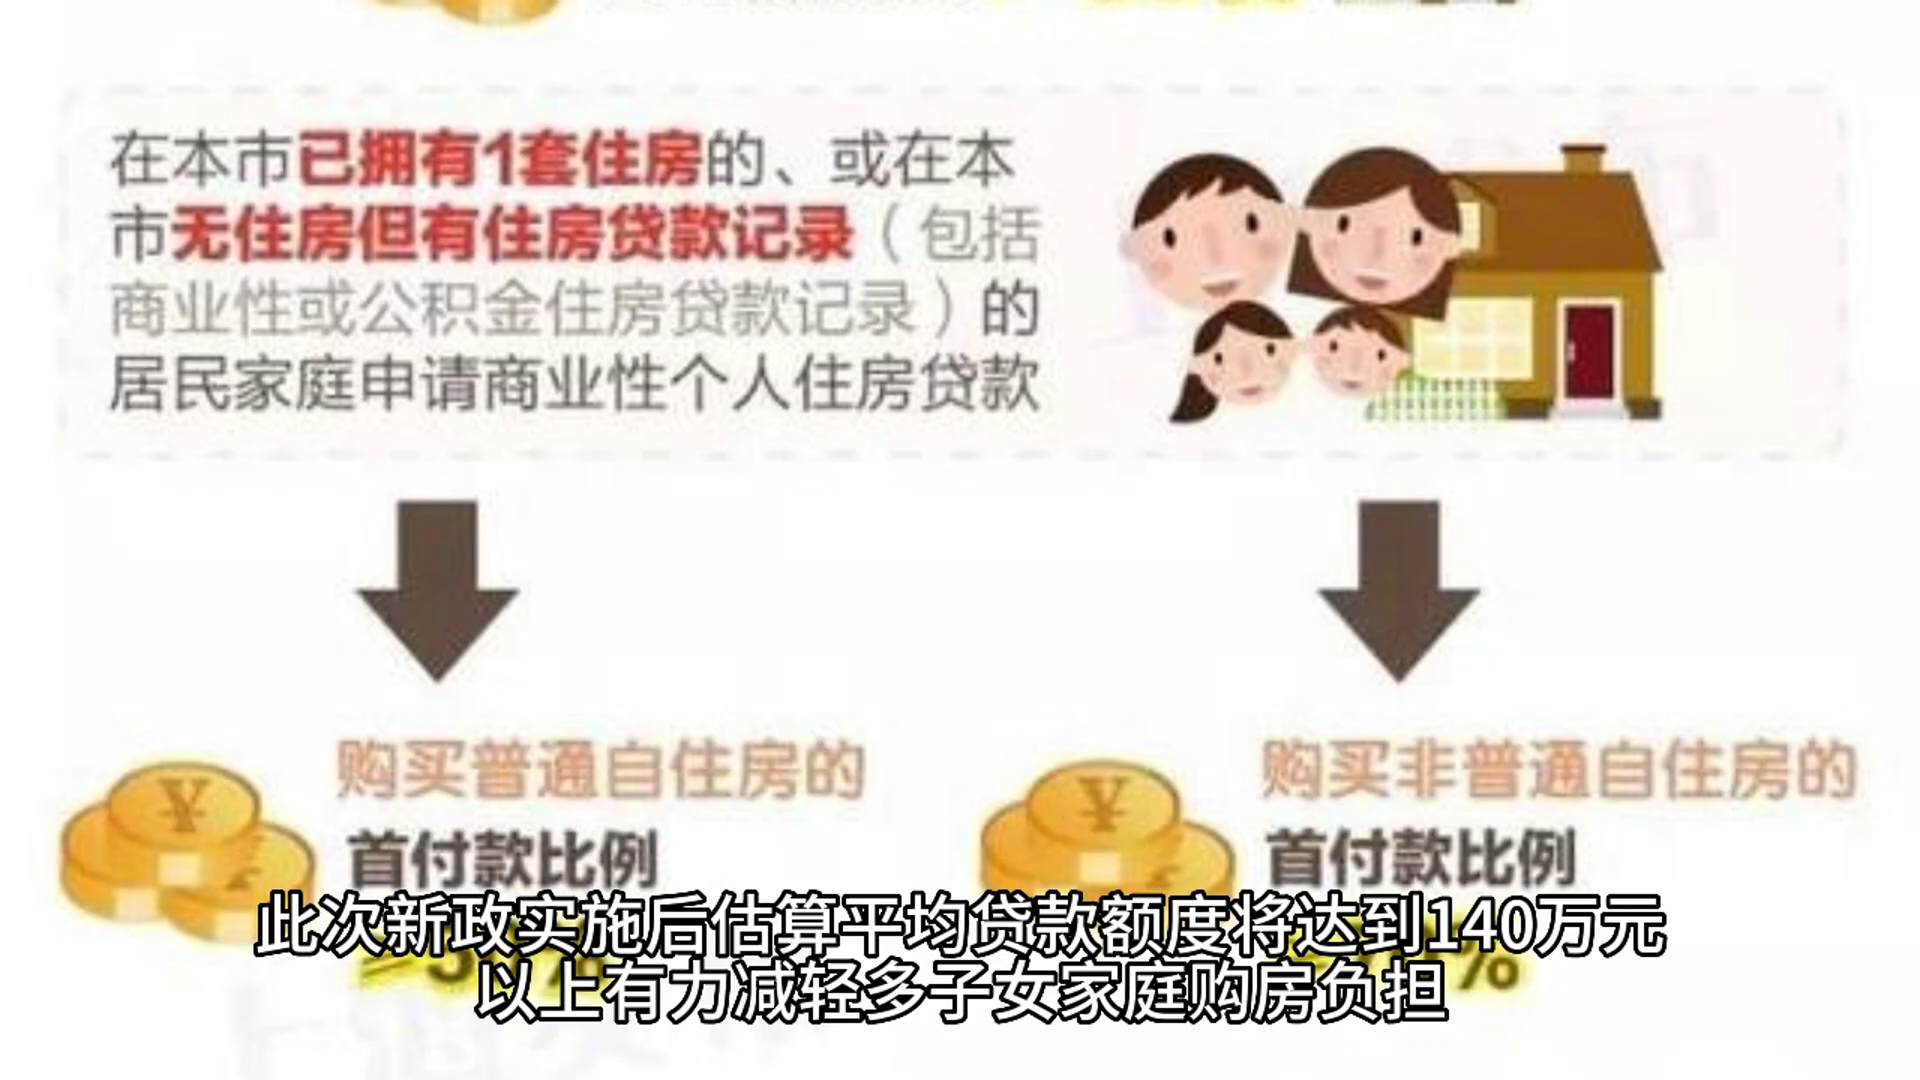 在本市已拥有1套住房的、或在本
市无住房但有住房贷款记录（包括
商业性或公积金住房贷款记录）的
居民家庭申请商业性个人住房贷款
购买普通自住房的
首付款比例
购买非普通自住房的
首付款比例
此次新政实施后估算平均贷款额度将达到140万元
以上有力减轻多子女家庭购房负担